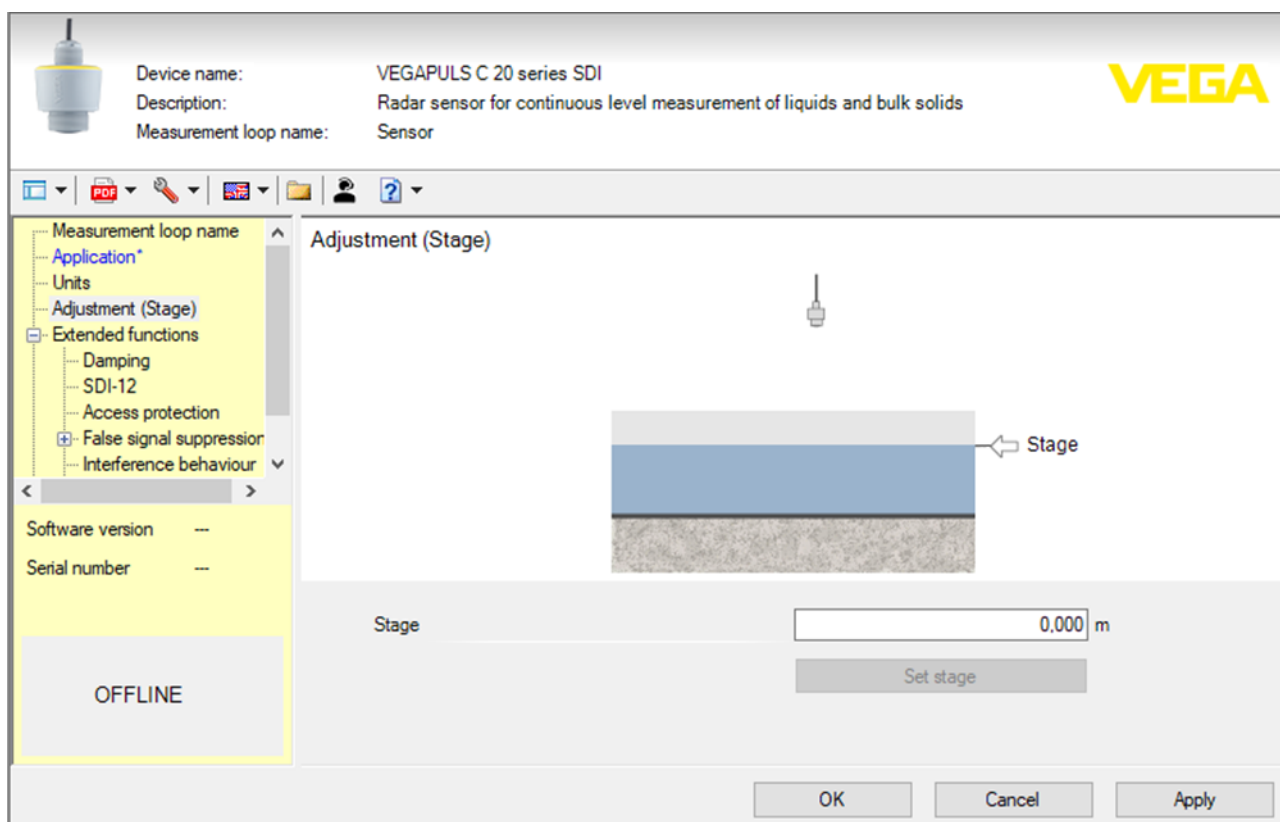 Device name: VEGAPULS C 20 series SDI
Description: Radar sensor for continuous level measurement of liquids and bulk solids
Measurement loop name: Sensor
VEGA
PDF
?
Measurement loop name
Application*
Units
Adjustment (Stage)
Extended functions
Damping
SDI-12
Access protection
False signal suppression
Interference behaviour
Software version ---
Serial number ---
OFFLINE
Adjustment (Stage)
Stage
Stage 0,000 m
Set stage
OK Cancel Apply